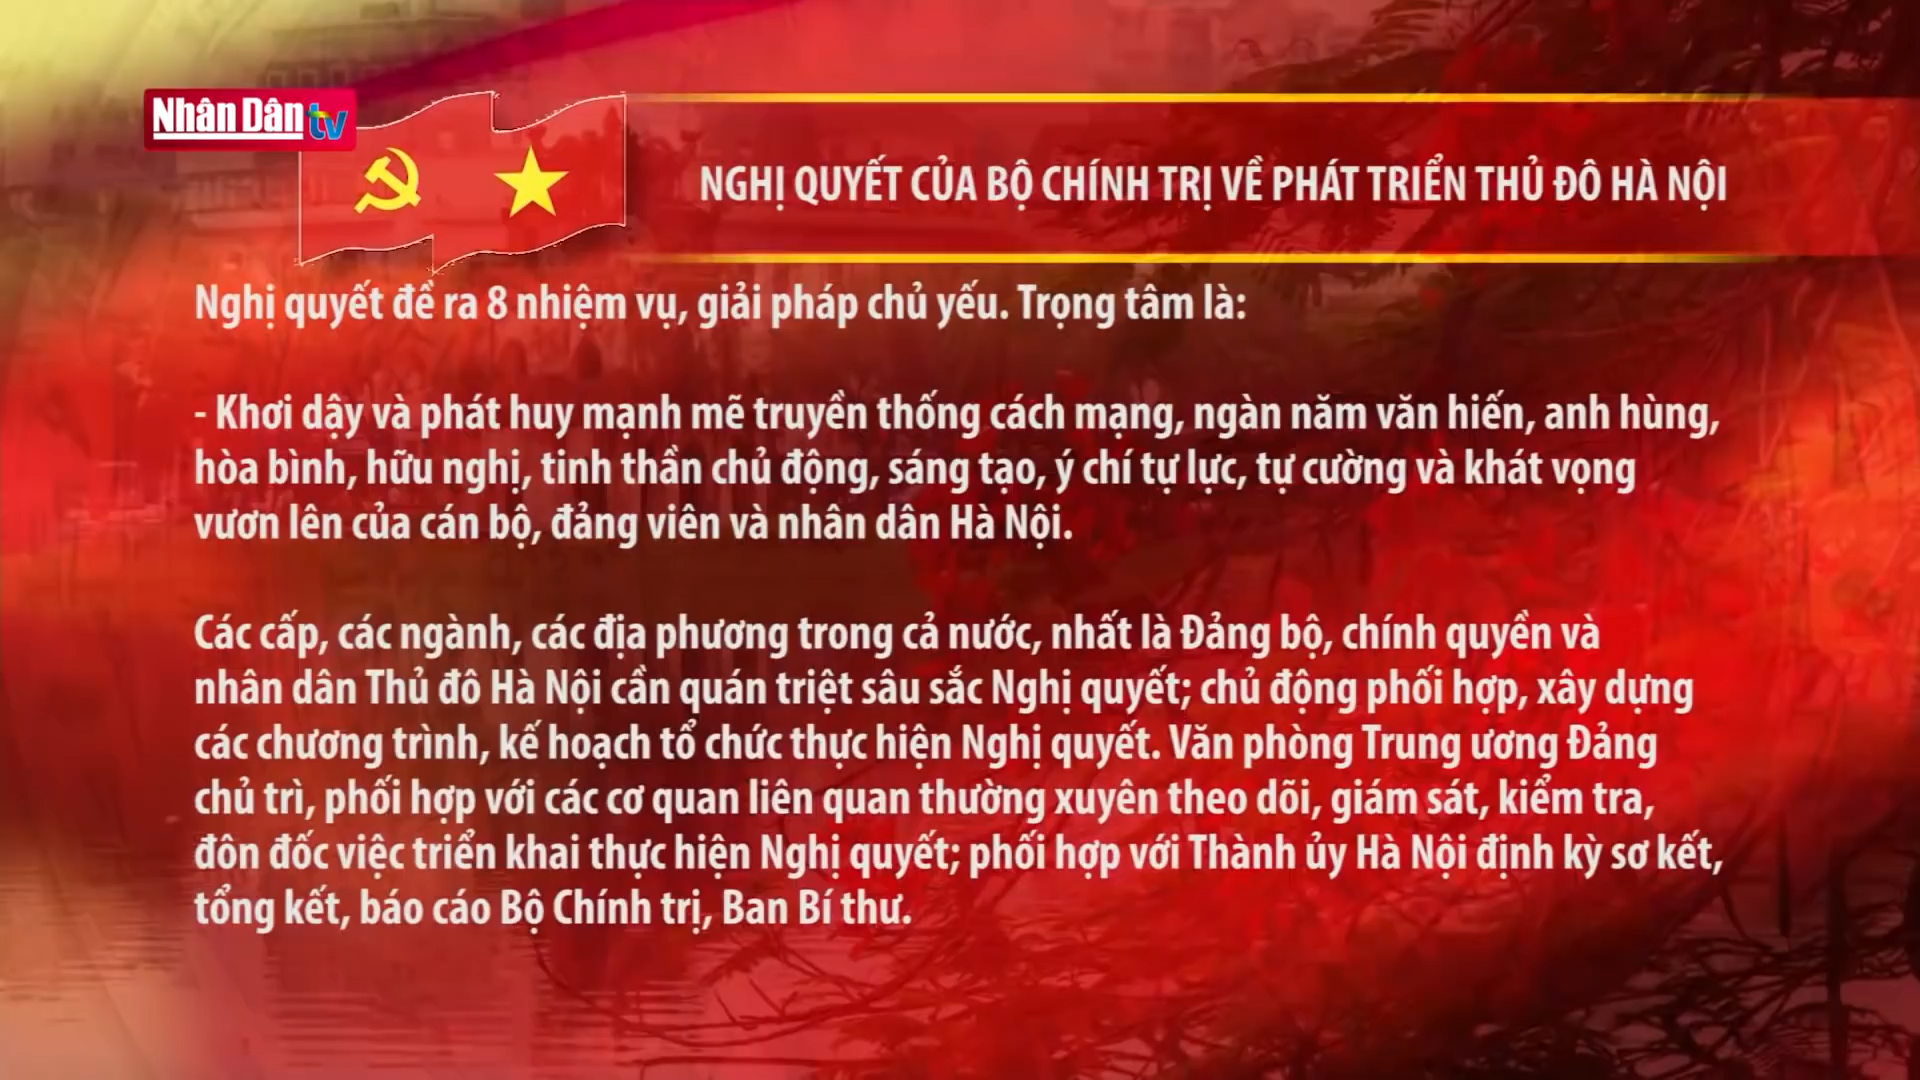 Nhân Dân tv
NGHỊ QUYẾT CỦA BỘ CHÍNH TRỊ VỀ PHÁT TRIỂN THỦ ĐÔ HÀ NỘI
Nghị quyết đề ra 8 nhiệm vụ, giải pháp chủ yếu. Trọng tâm là:
- Khơi dậy và phát huy mạnh mẽ truyền thống cách mạng, ngàn năm văn hiến, anh hùng,
hòa bình, hữu nghị, tinh thần chủ động, sáng tạo, ý chí tự lực, tự cường và khát vọng
vươn lên của cán bộ, đảng viên và nhân dân Hà Nội.
Các cấp, các ngành, các địa phương trong cả nước, nhất là Đảng bộ, chính quyền và
nhân dân Thủ đô Hà Nội cần quán triệt sâu sắc Nghị quyết; chủ động phối hợp, xây dựng
các chương trình, kế hoạch tổ chức thực hiện Nghị quyết. Văn phòng Trung ương Đảng
chủ trì, phối hợp với các cơ quan liên quan thường xuyên theo dõi, giám sát, kiểm tra,
đôn đốc việc triển khai thực hiện Nghị quyết; phối hợp với Thành ủy Hà Nội định kỳ sơ kết,
tổng kết, báo cáo Bộ Chính trị, Ban Bí thư.